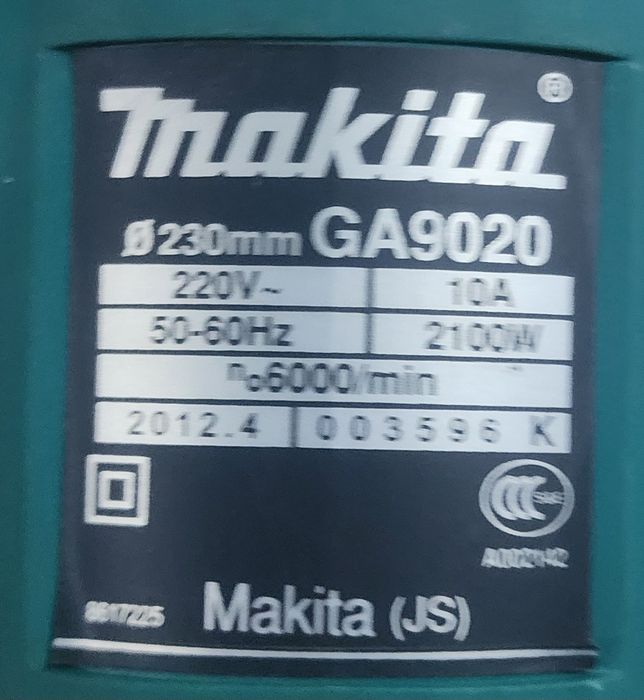 makita®
Ø230mm GA9020
220V~ 10A
50-60Hz 2100W
n₀6000/min
2012.4 003596 K
Makita (JS)